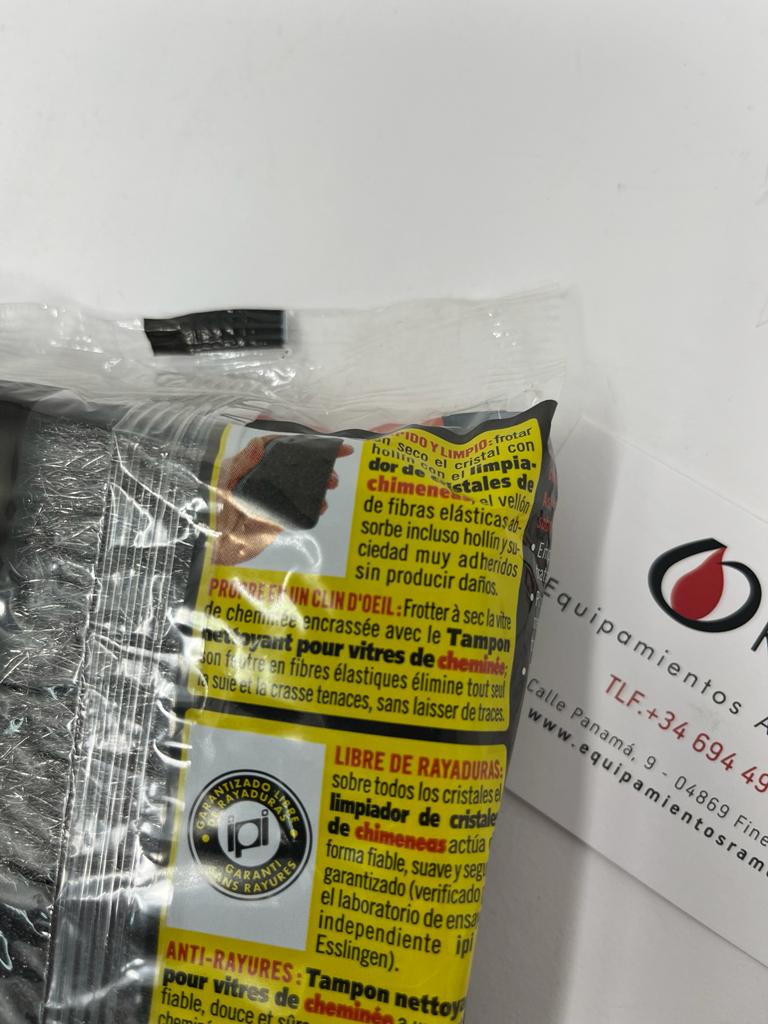 PIDO Y LIMPIO: frotar
en seco el cristal con
hollín con el limpia-
dor de cristales de
chimeneas, el vellón
de fibras elásticas ab-
sorbe incluso hollín y su-
ciedad muy adheridos
sin producir daños.
PROPRE EN UN CLIN D'OEIL: Frotter à sec la vitre
de cheminée encrassée avec le Tampon
nettoyant pour vitres de cheminée;
son feutre en fibres élastiques élimine tout seul
la suie et la crasse tenaces, sans laisser de traces.
GARANTIZADO LIBRE
DE RAYADURAS
ipi
GARANTI
SANS RAYURES
LIBRE DE RAYADURAS:
sobre todos los cristales el
limpiador de cristales
de chimeneas actúa
forma fiable, suave y segu
garantizado (verificado
el laboratorio de ensa
independiente ipi
Esslingen).
ANTI-RAYURES: Tampon nettoy-
pour vitres de cheminée a
fiable, douce et sûre
Equipamientos
TLF.+34 694 49
Calle Panamá, 9 - 04869 Fine
www.equipamientosram